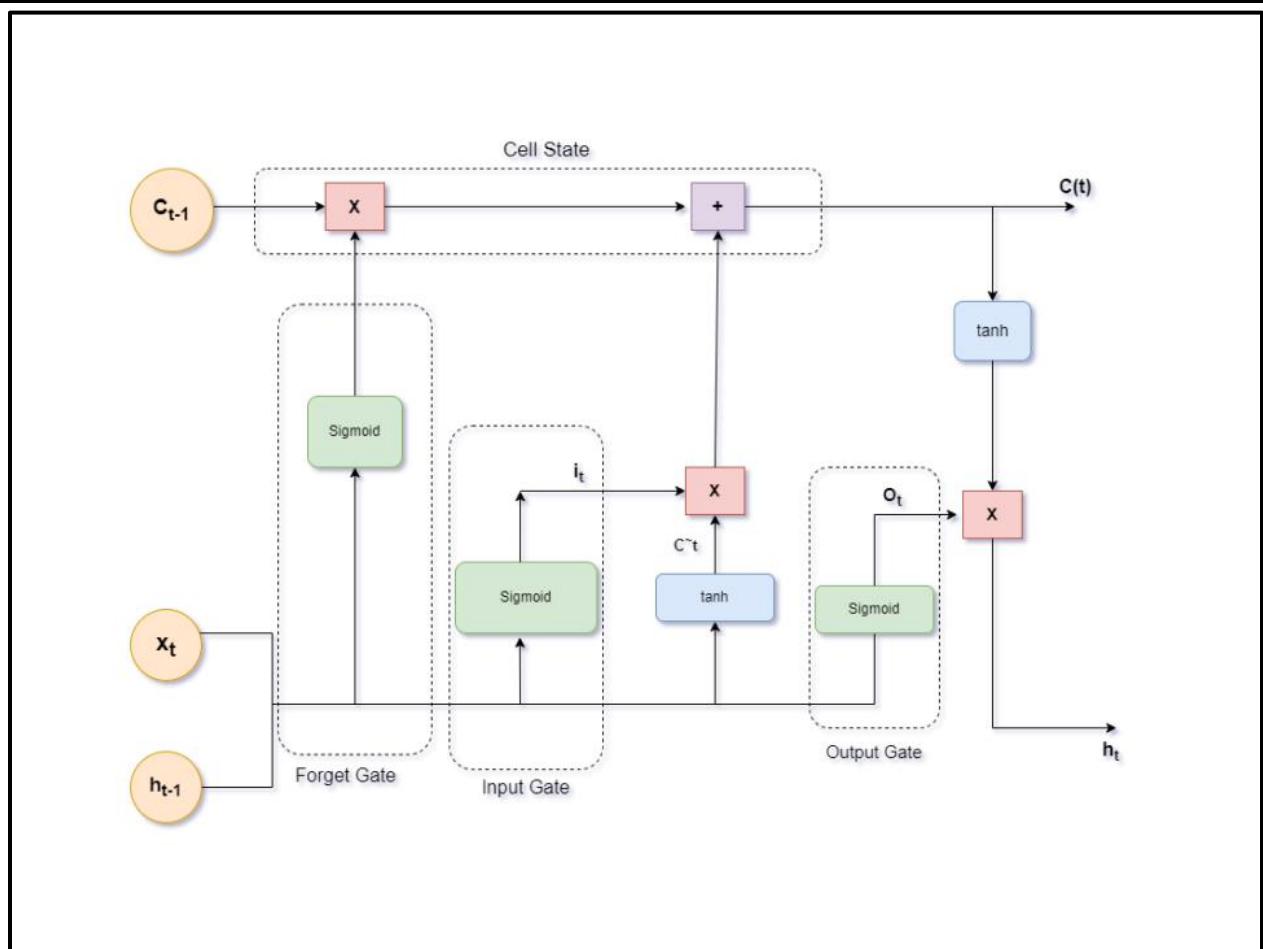 Cell State
C(t)
Ct-1
X
+
tanh
Sigmoid
it
X
Ot
X
C~t
Sigmoid
tanh
Sigmoid
xt
ht-1
Forget Gate
Input Gate
Output Gate
ht